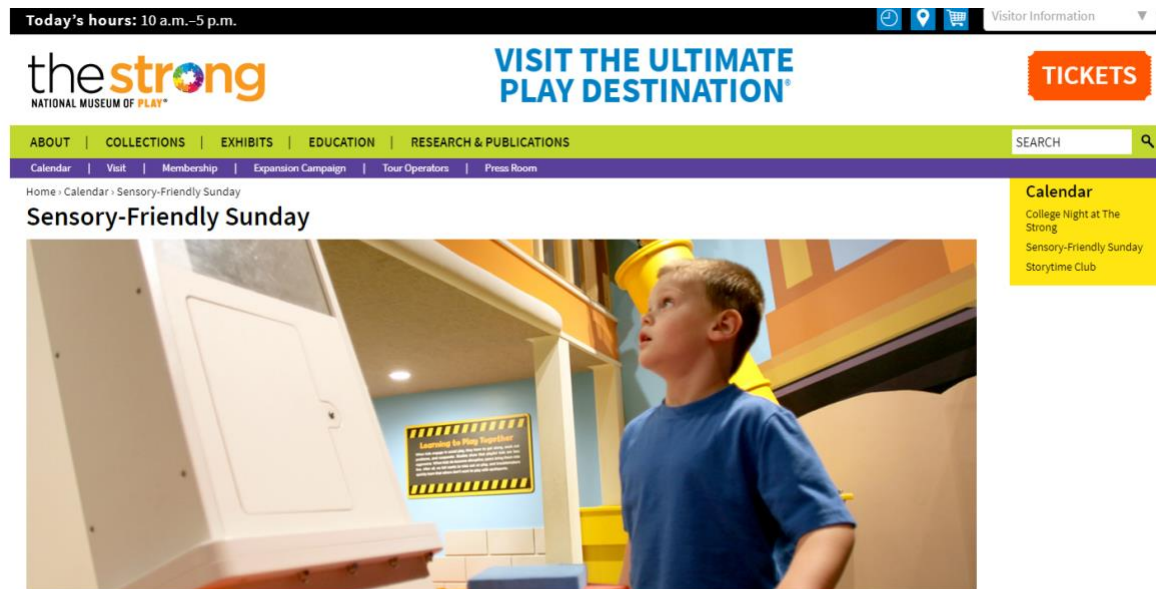 Today's hours: 10 a.m.–5 p.m.
Visitor Information
the strong
NATIONAL MUSEUM OF PLAY®
VISIT THE ULTIMATE
PLAY DESTINATION®
TICKETS
ABOUT | COLLECTIONS | EXHIBITS | EDUCATION | RESEARCH & PUBLICATIONS
SEARCH
Calendar | Visit | Membership | Expansion Campaign | Tour Operators | Press Room
Home › Calendar › Sensory-Friendly Sunday
Sensory-Friendly Sunday
Calendar
College Night at The
Strong
Sensory-Friendly Sunday
Storytime Club
Learning to Play Together